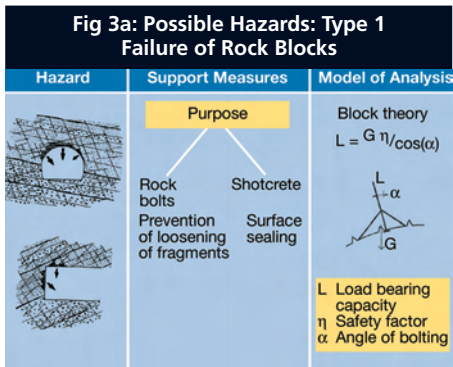 Fig 3a: Possible Hazards: Type 1
Failure of Rock Blocks
Hazard
Support Measures
Model of Analysis
Purpose
Rock
bolts
Prevention
of loosening
of fragments
Shotcrete
Surface
sealing
Block theory
L = G η/cos(α)
L
α
G
L Load bearing
capacity
η Safety factor
α Angle of bolting